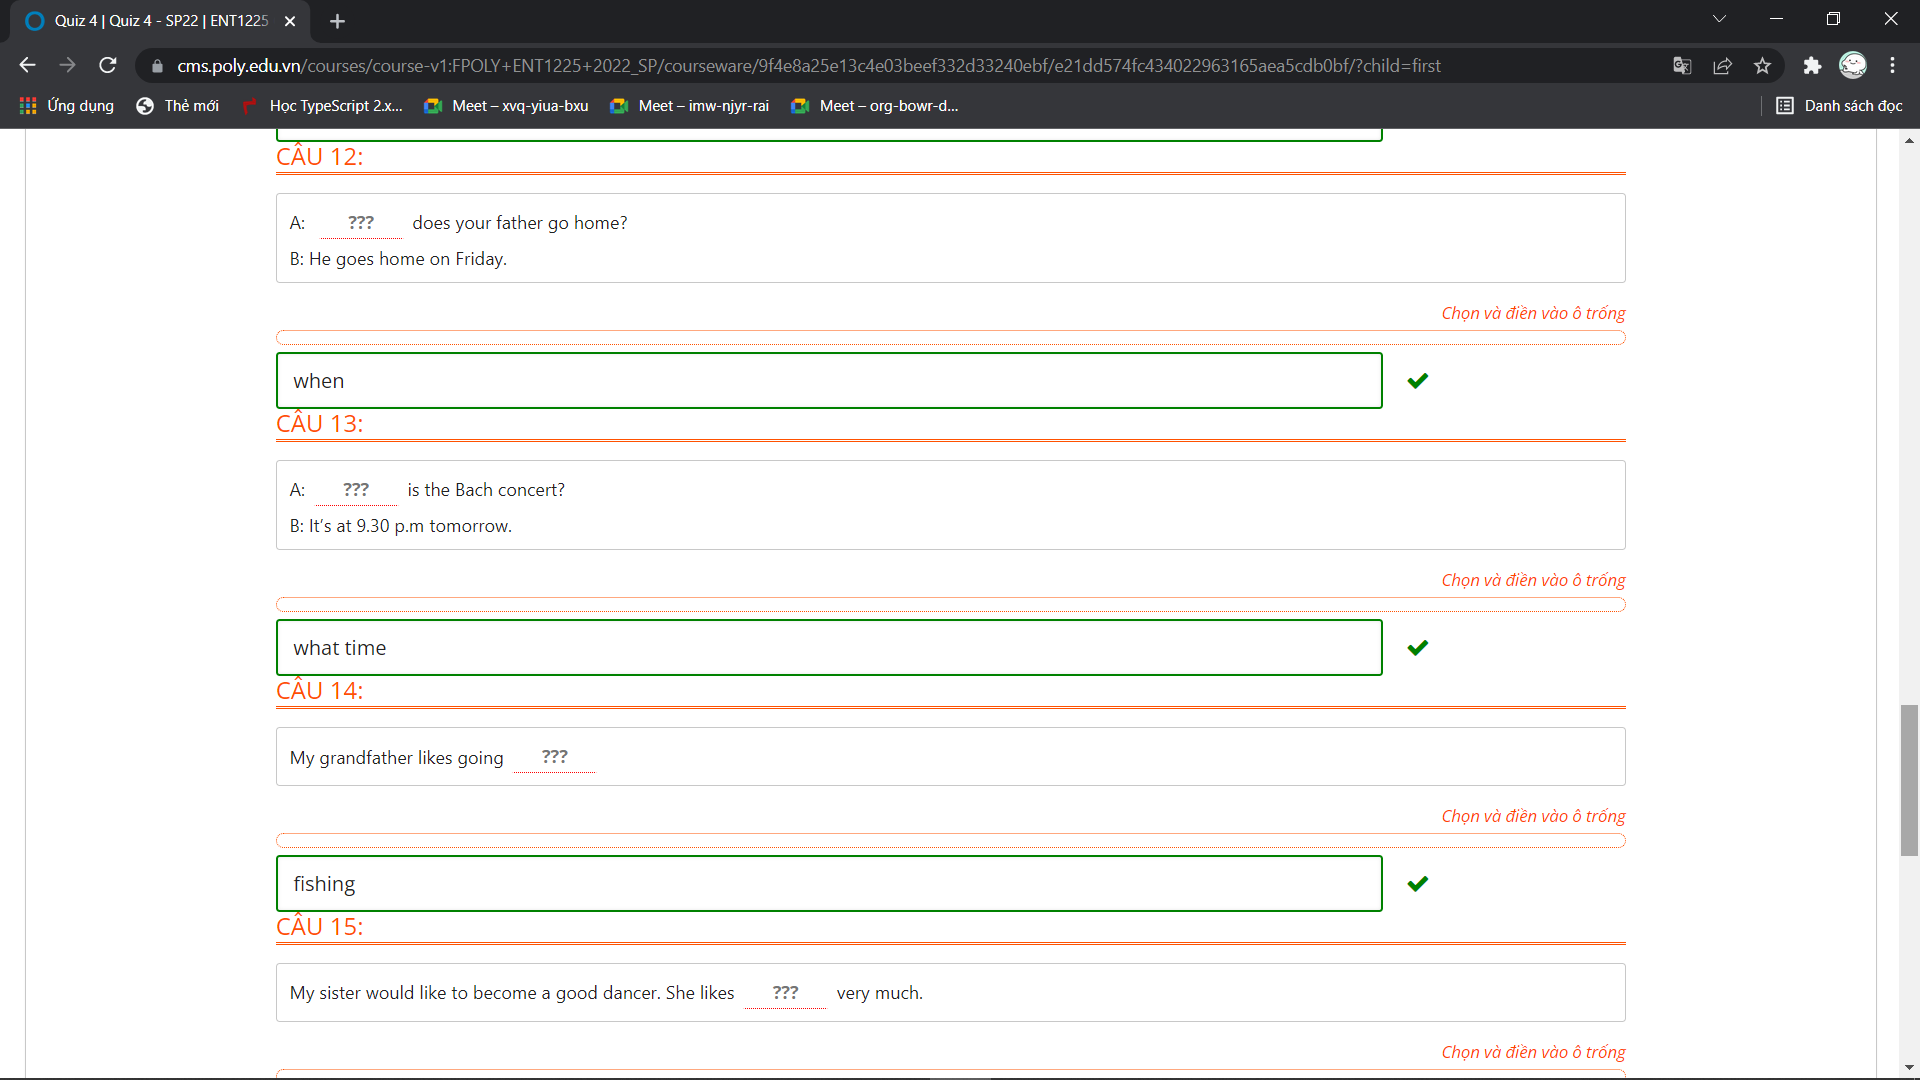 Quiz 4 | Quiz 4 - SP22 | ENT1225
cms.poly.edu.vn/courses/course-v1:FPOLY+ENT1225+2022_SP/courseware/9f4e8a25e13c4e03beef332d33240ebf/e21dd574fc434022963165aea5cdb0bf/?child=first
Ứng dụng Thẻ mới Học TypeScript 2.x... Meet – xvq-yiua-bxu Meet – imw-njyr-rai Meet – org-bowr-d... Danh sách đọc
CÂU 12:
A: ??? does your father go home?
B: He goes home on Friday.
Chọn và điền vào ô trống
when
CÂU 13:
A: ??? is the Bach concert?
B: It’s at 9.30 p.m tomorrow.
Chọn và điền vào ô trống
what time
CÂU 14:
My grandfather likes going ???
Chọn và điền vào ô trống
fishing
CÂU 15:
My sister would like to become a good dancer. She likes ??? very much.
Chọn và điền vào ô trống